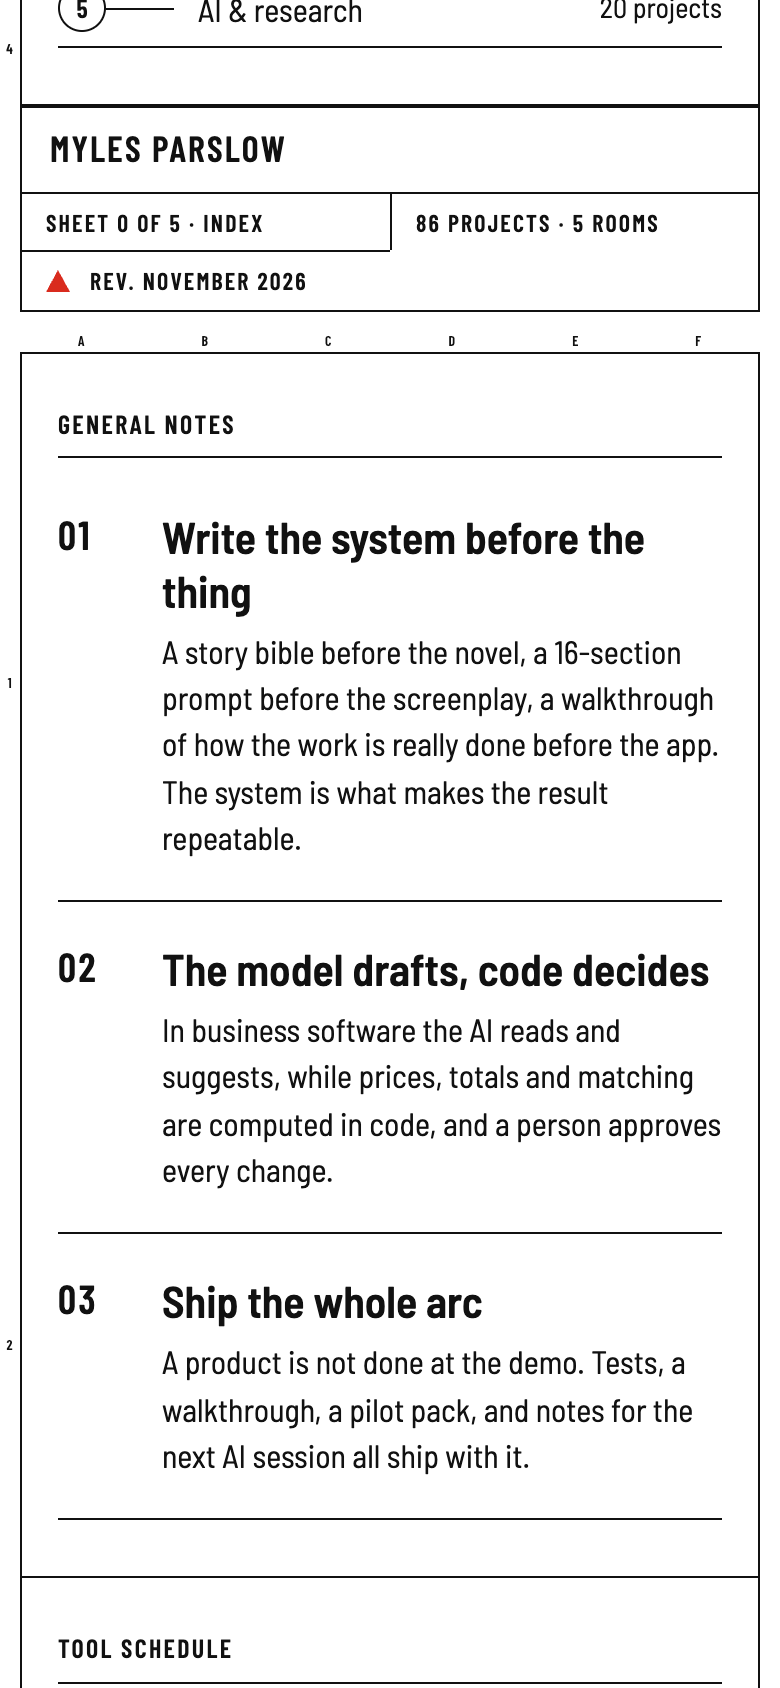 5 AI & research 20 projects
4
MYLES PARSLOW
SHEET 0 OF 5 · INDEX
86 PROJECTS · 5 ROOMS
REV. NOVEMBER 2026
A B C D E F
GENERAL NOTES
01
Write the system before the
thing
A story bible before the novel, a 16-section
1
prompt before the screenplay, a walkthrough
of how the work is really done before the app.
The system is what makes the result
repeatable.
02
The model drafts, code decides
In business software the AI reads and
suggests, while prices, totals and matching
are computed in code, and a person approves
every change.
03
Ship the whole arc
2
A product is not done at the demo. Tests, a
walkthrough, a pilot pack, and notes for the
next AI session all ship with it.
TOOL SCHEDULE